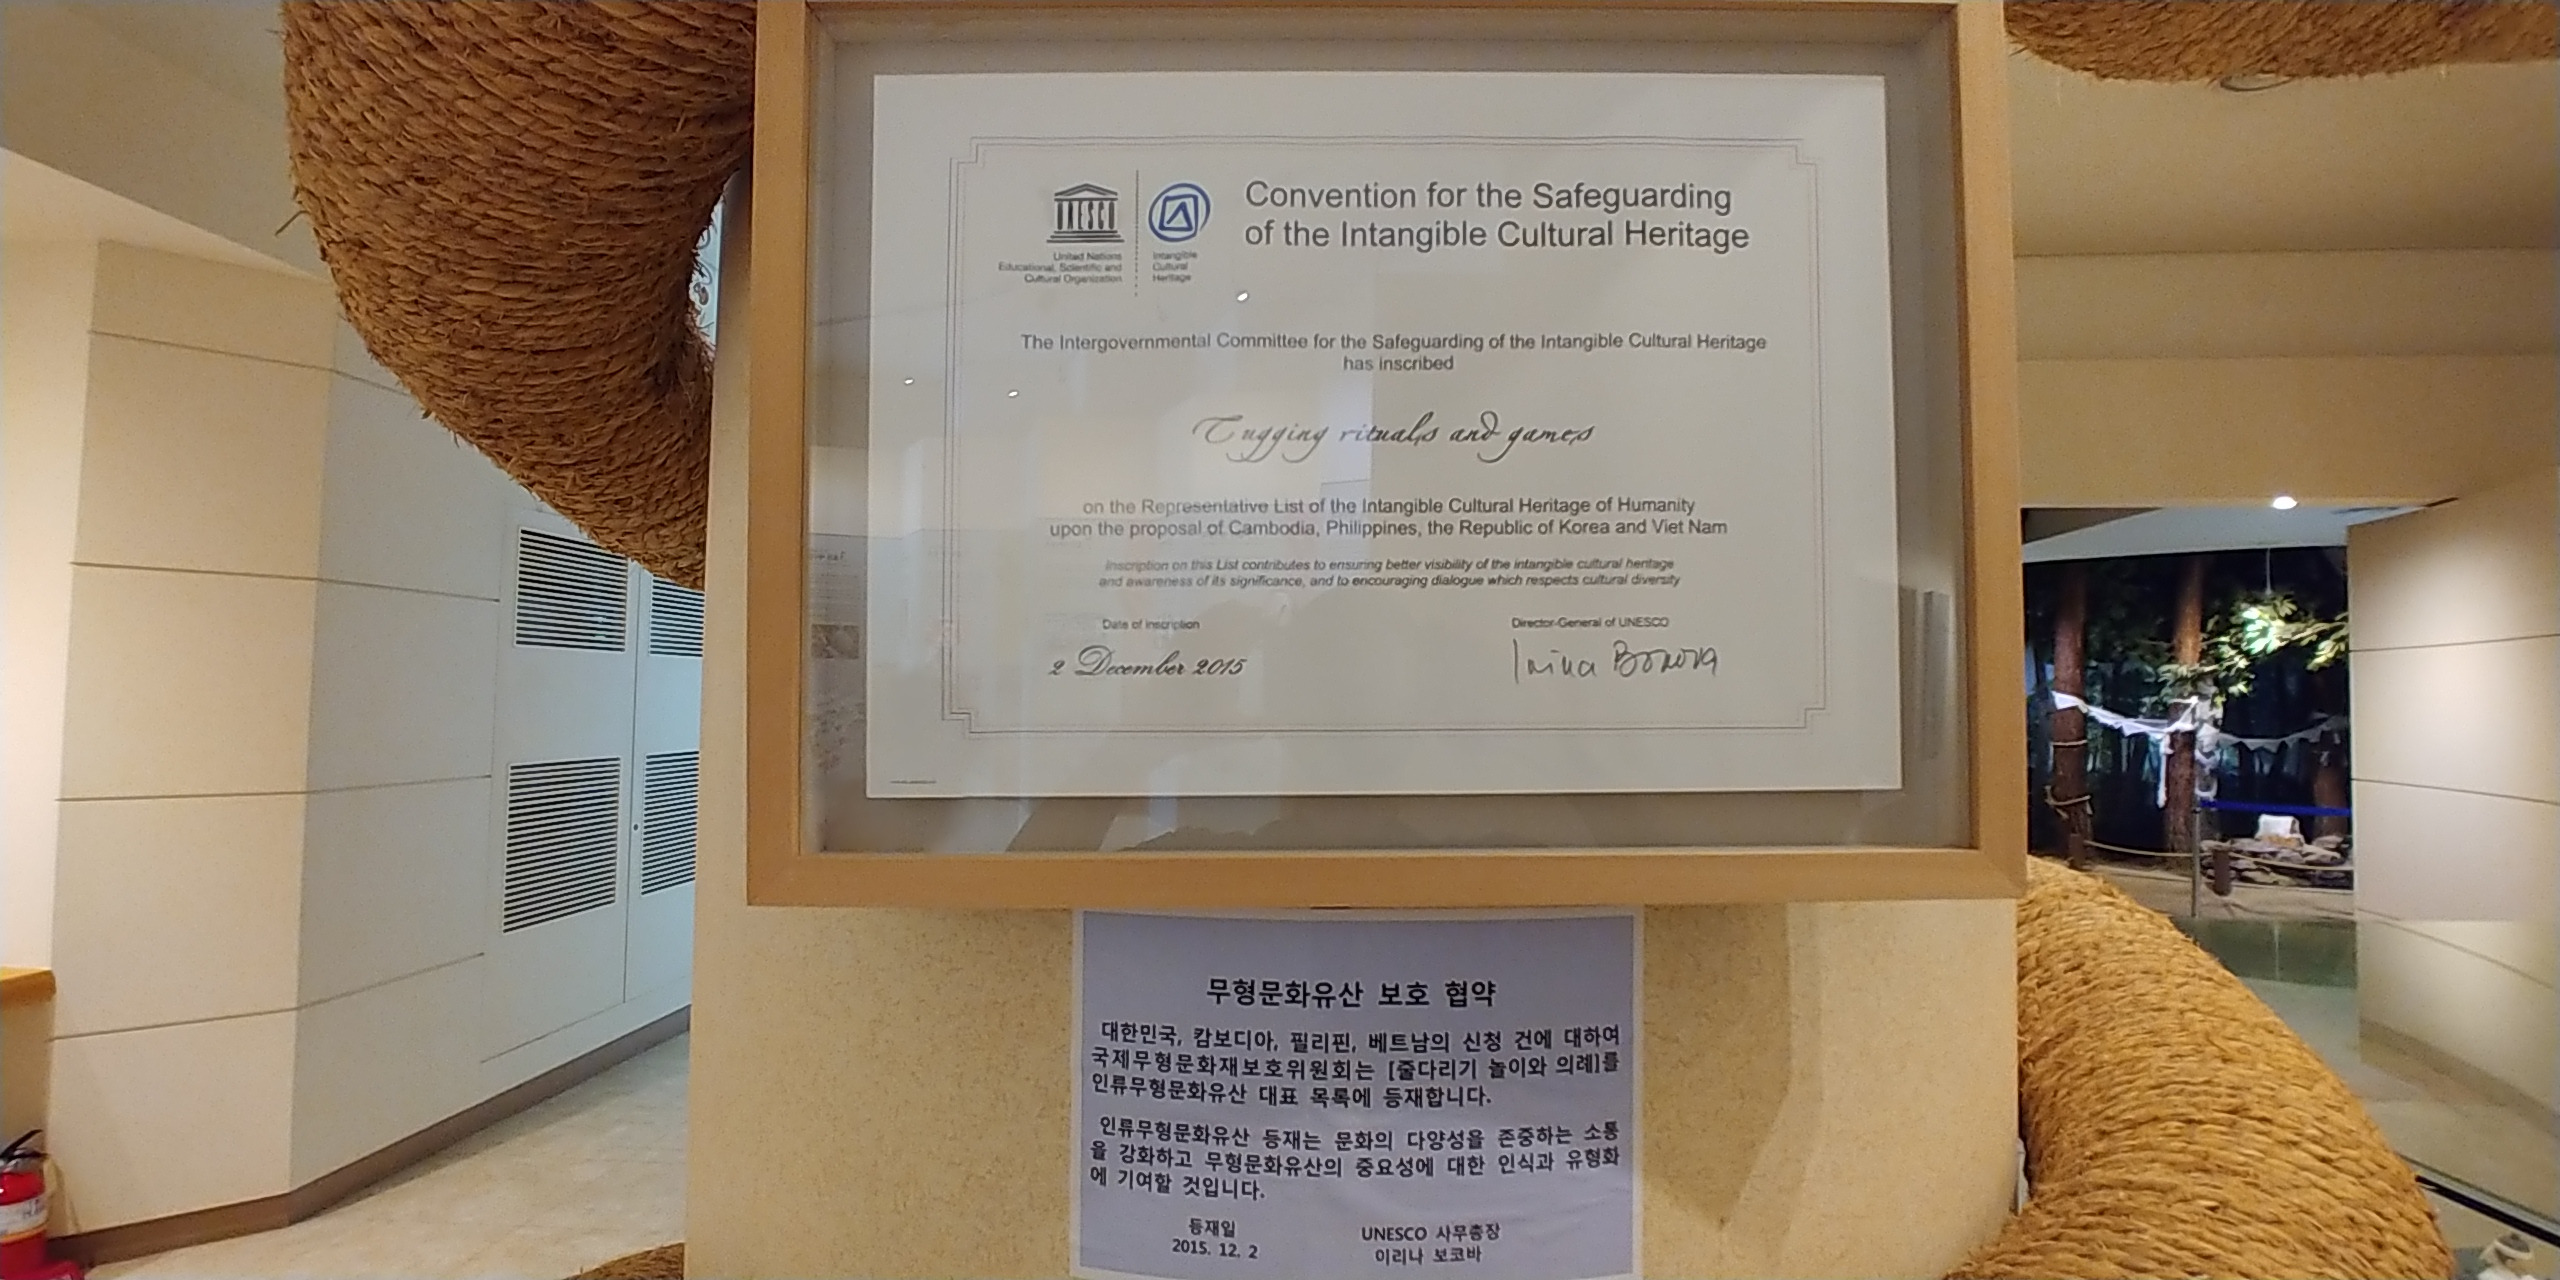 UNESCO
United Nations
Educational, Scientific and
Cultural Organization
Intangible
Cultural
Heritage
Convention for the Safeguarding
of the Intangible Cultural Heritage
The Intergovernmental Committee for the Safeguarding of the Intangible Cultural Heritage
has inscribed
Tugging rituals and games
on the Representative List of the Intangible Cultural Heritage of Humanity
upon the proposal of Cambodia, Philippines, the Republic of Korea and Viet Nam
Inscription on this List contributes to ensuring better visibility of the intangible cultural heritage
and awareness of its significance, and to encouraging dialogue which respects cultural diversity
Date of inscription
2 December 2015
Director-General of UNESCO
Irina Bokova
무형문화유산 보호 협약
대한민국, 캄보디아, 필리핀, 베트남의 신청 건에 대하여
국제무형문화재보호위원회는 [줄다리기 놀이와 의례]를
인류무형문화유산 대표 목록에 등재합니다.
인류무형문화유산 등재는 문화의 다양성을 존중하는 소통
을 강화하고 무형문화유산의 중요성에 대한 인식과 유형화
에 기여할 것입니다.
등재일
2015. 12. 2
UNESCO 사무총장
이리나 보코바